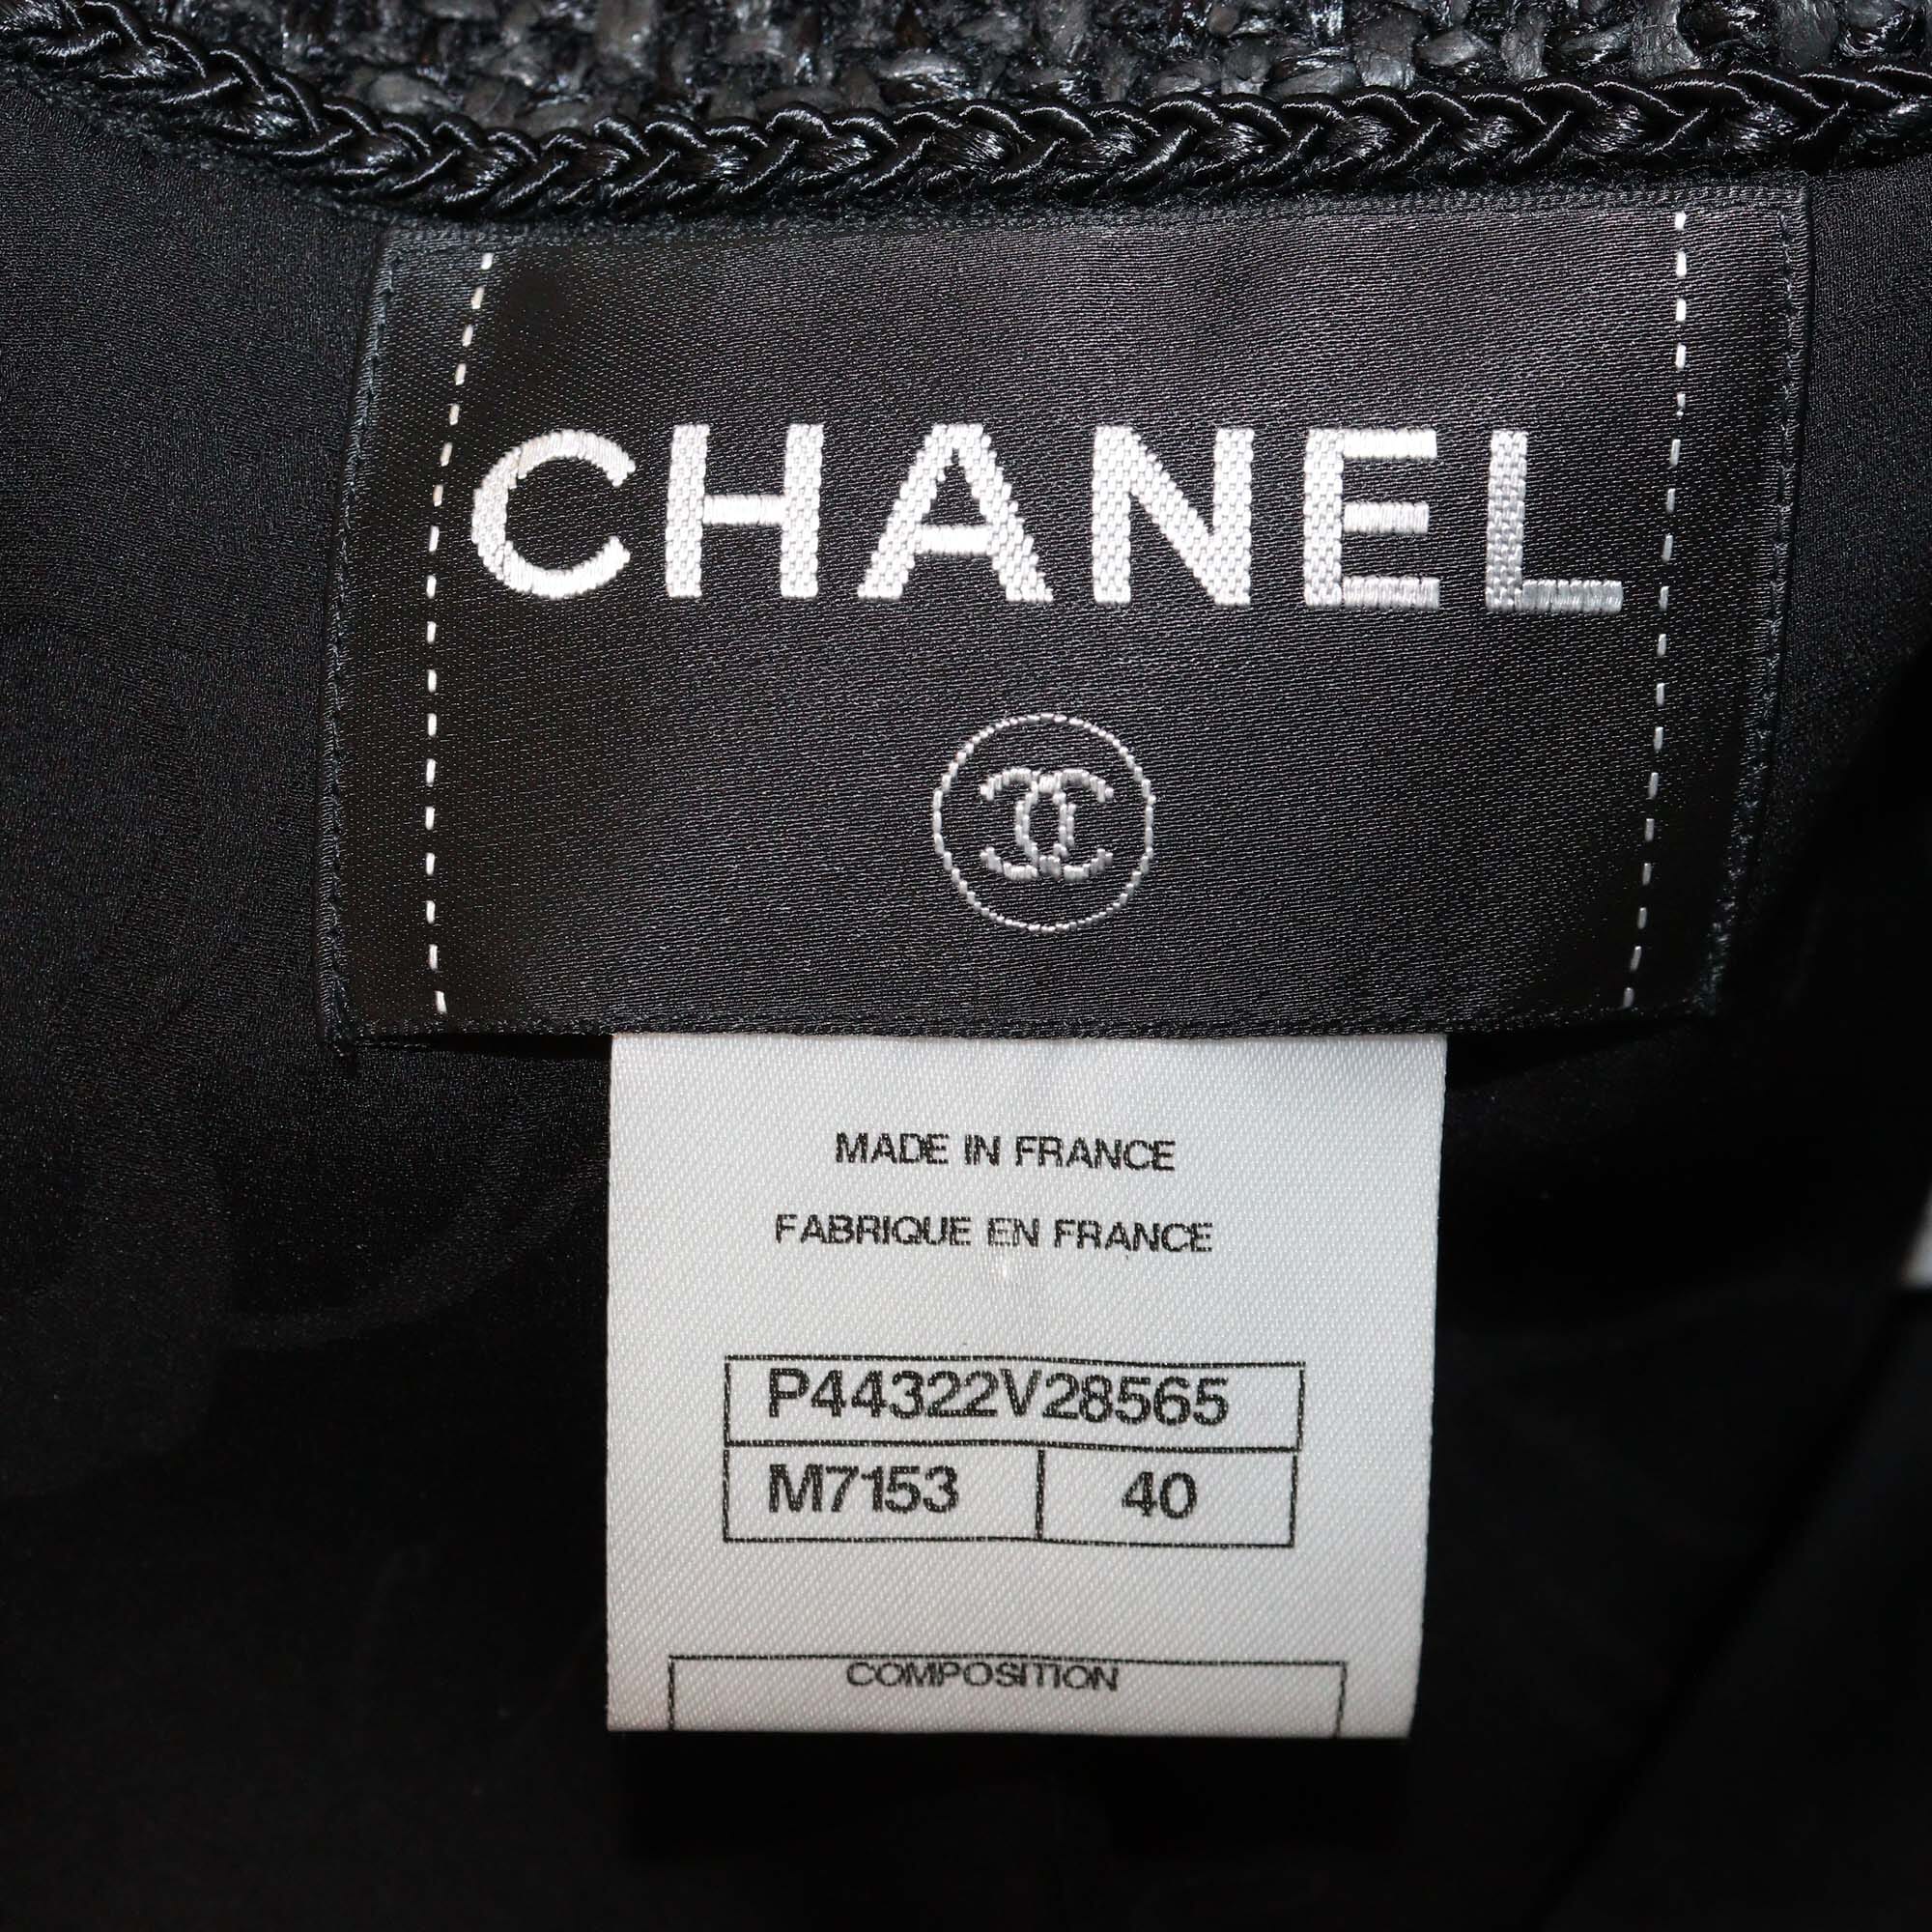 CHANEL
MADE IN FRANCE
FABRIQUE EN FRANCE
P44322V28565
M7153 40
COMPOSITION